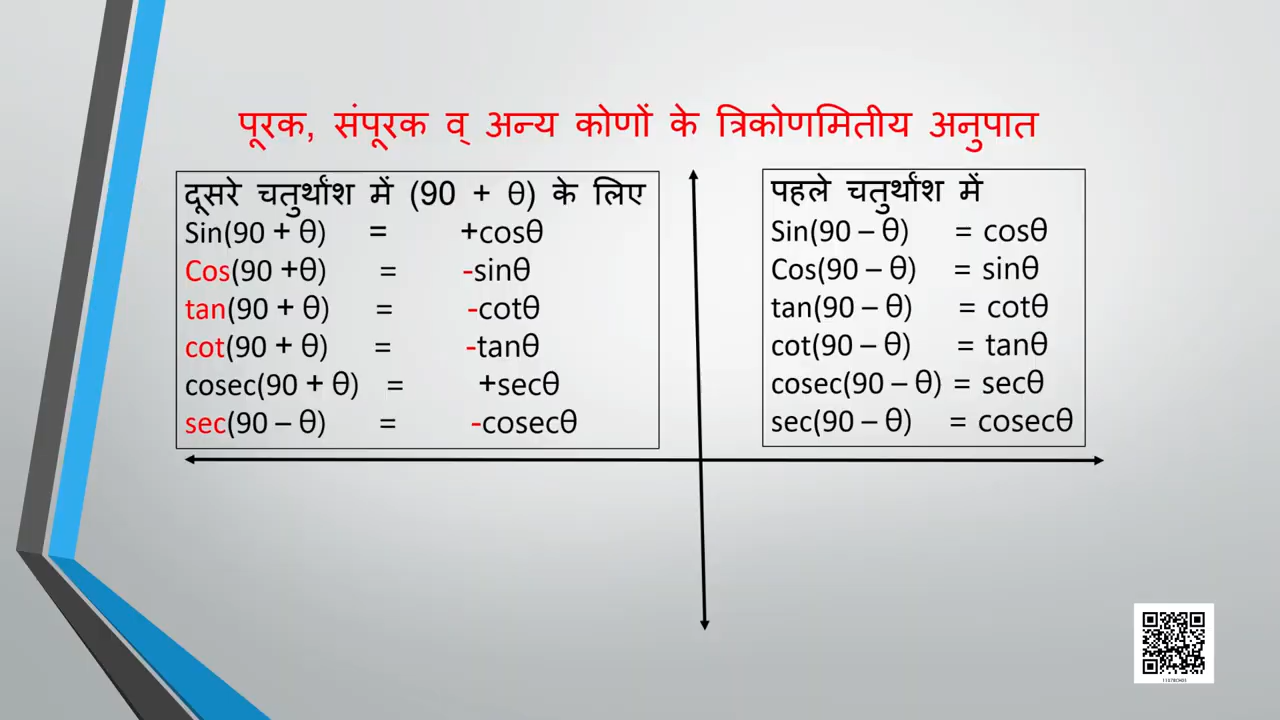 पूरक, संपूरक व् अन्य कोणों के त्रिकोणमितीय अनुपात
दूसरे चतुर्थांश में (90 + θ) के लिए
Sin(90 + θ) = +cosθ
Cos(90 +θ) = -sinθ
tan(90 + θ) = -cotθ
cot(90 + θ) = -tanθ
cosec(90 + θ) = +secθ
sec(90 – θ) = -cosecθ
पहले चतुर्थांश में
Sin(90 – θ) = cosθ
Cos(90 – θ) = sinθ
tan(90 – θ) = cotθ
cot(90 – θ) = tanθ
cosec(90 – θ) = secθ
sec(90 – θ) = cosecθ